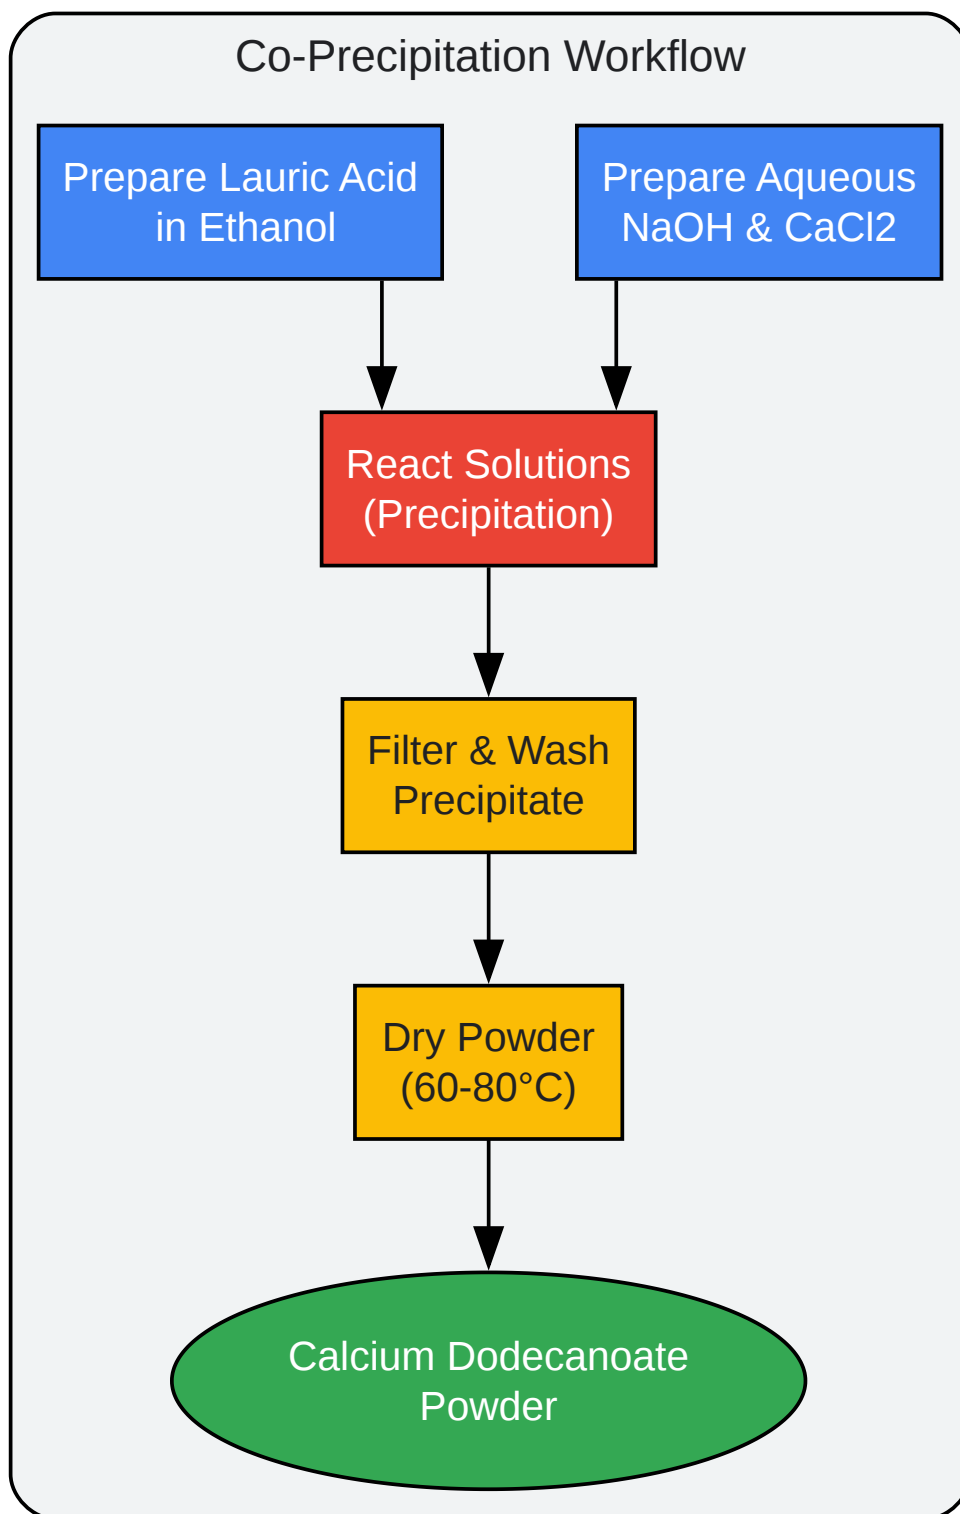 Co-Precipitation Workflow
Prepare Lauric Acid
in Ethanol
Prepare Aqueous
NaOH & CaCl2
React Solutions
(Precipitation)
Filter & Wash
Precipitate
Dry Powder
(60-80°C)
Calcium Dodecanoate
Powder